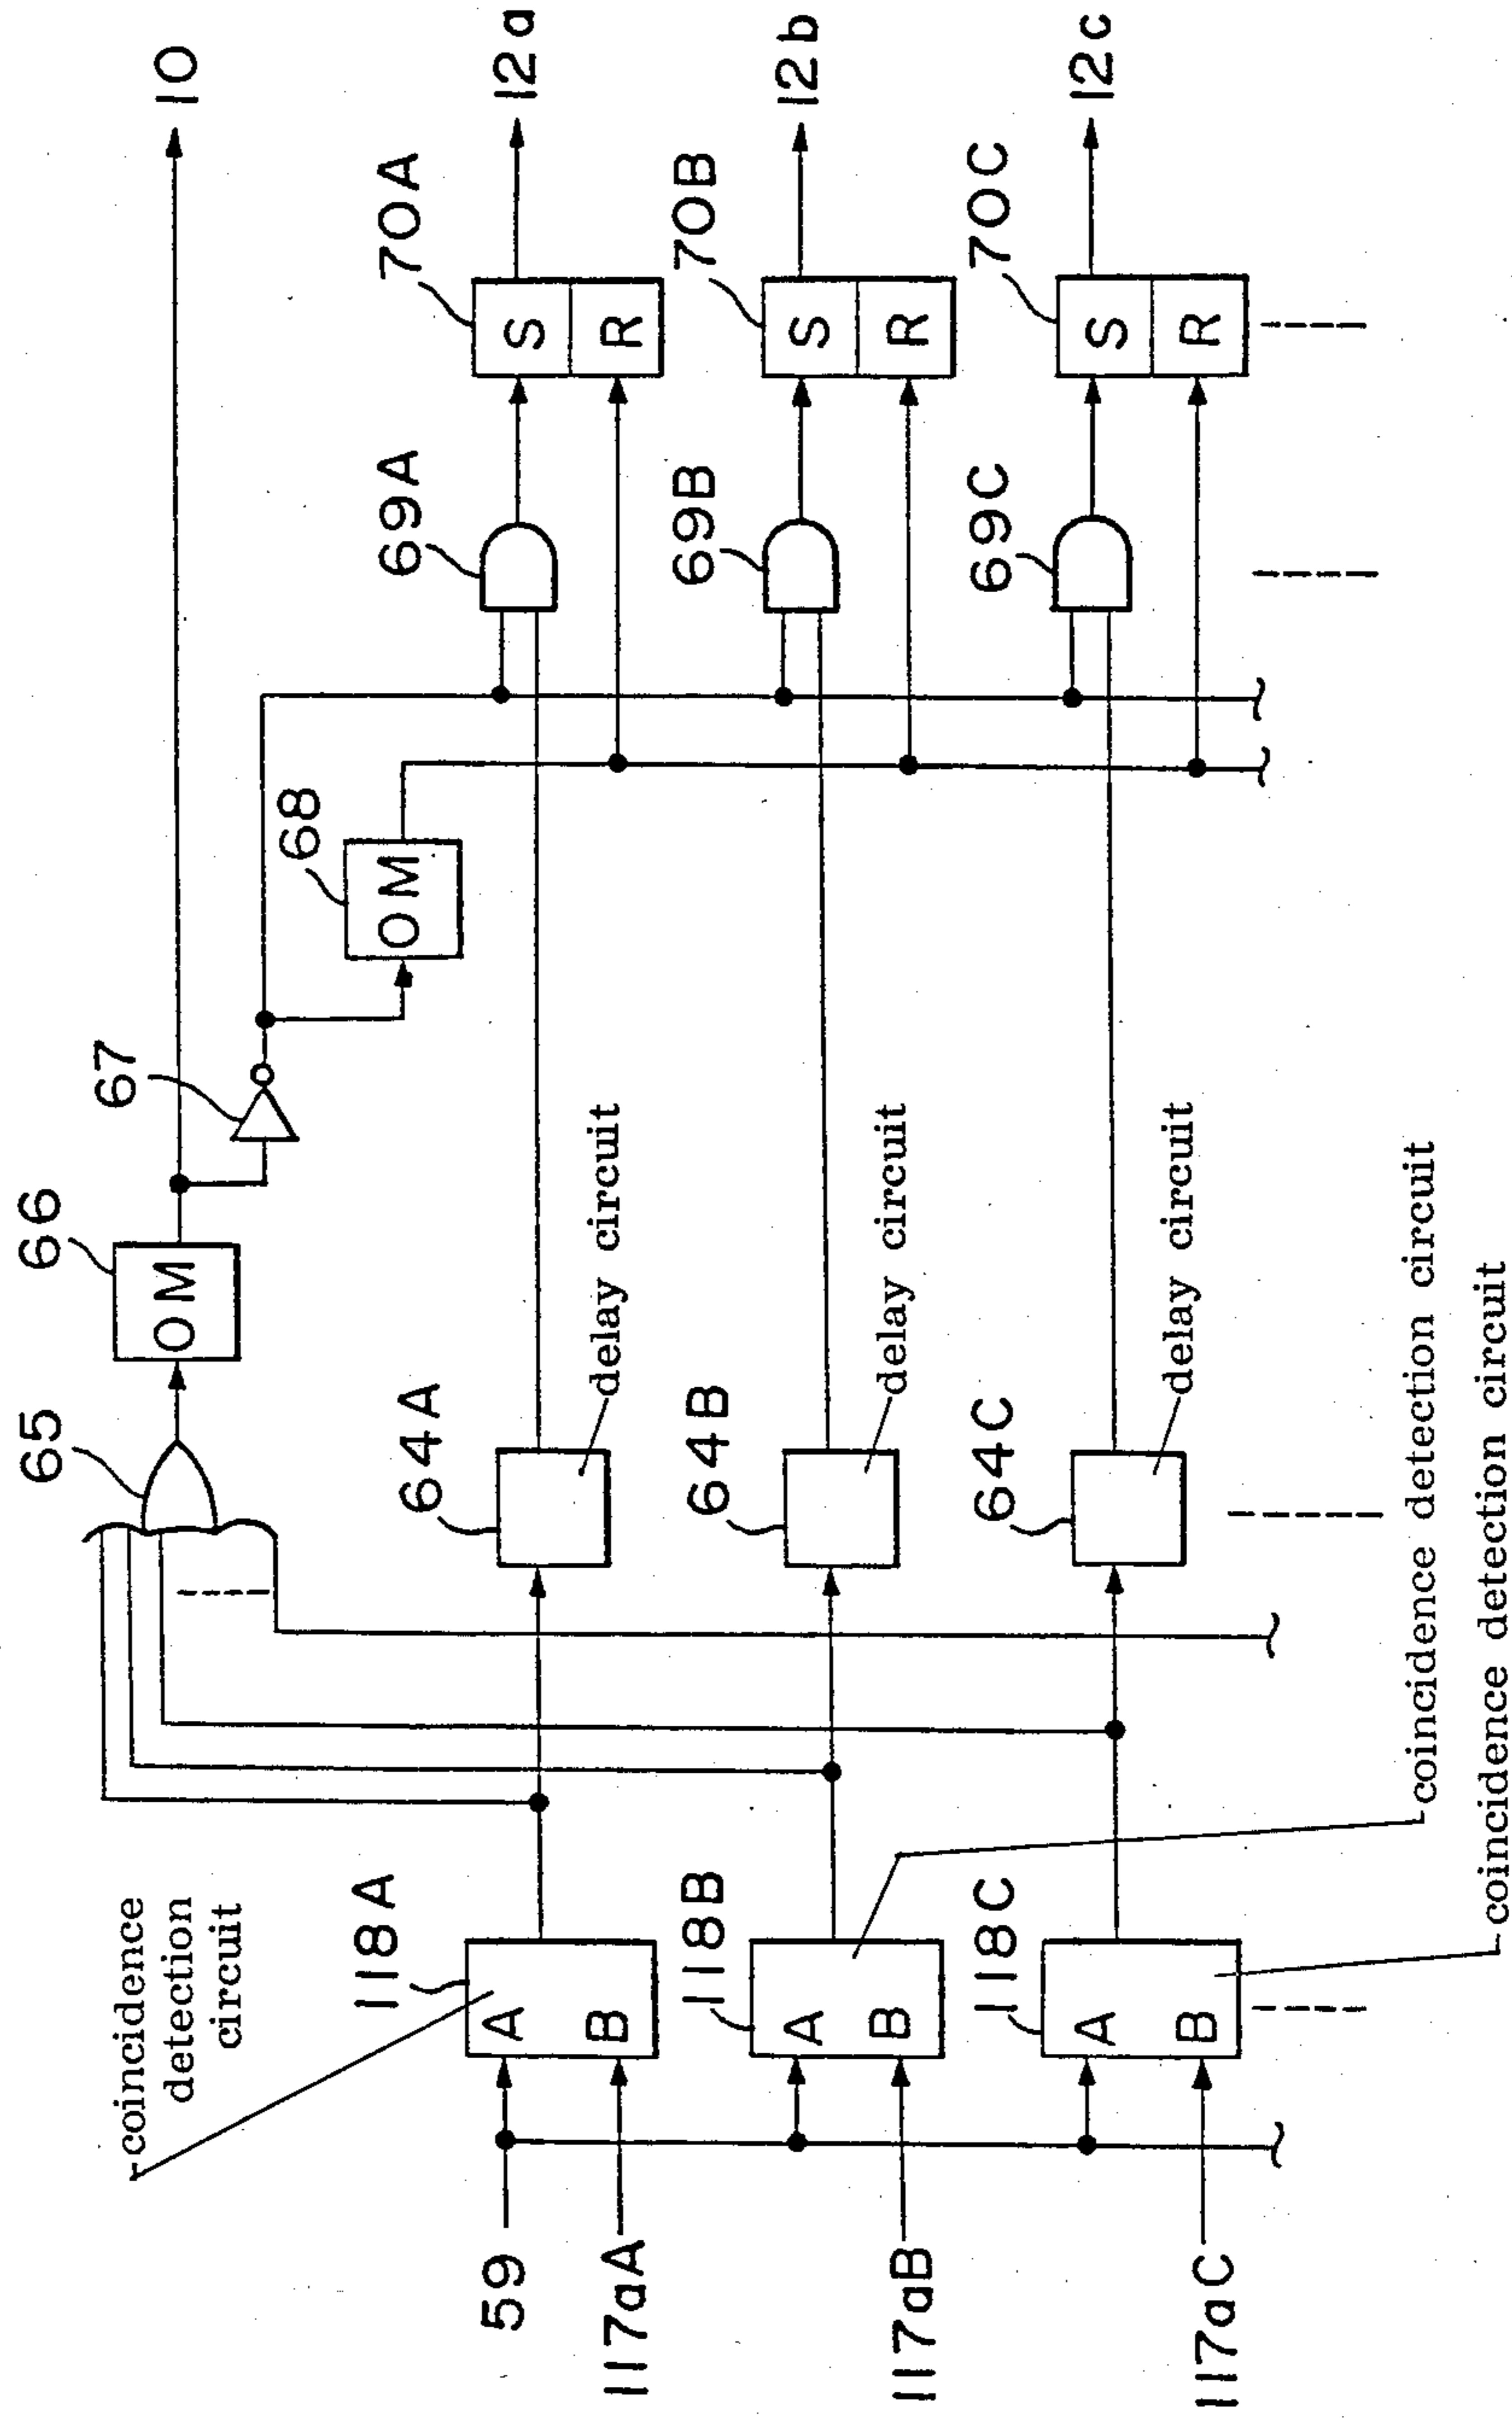 10
65
66
OM
67
68
OM
coincidence
detection
circuit
118A
A
B
59
117aA
64A
delay circuit
69A
70A
S
R
12a
118B
A
B
117aB
64B
delay circuit
69B
70B
S
R
12b
118C
A
B
117aC
64C
delay circuit
69C
70C
S
R
12c
coincidence detection circuit
coincidence detection circuit